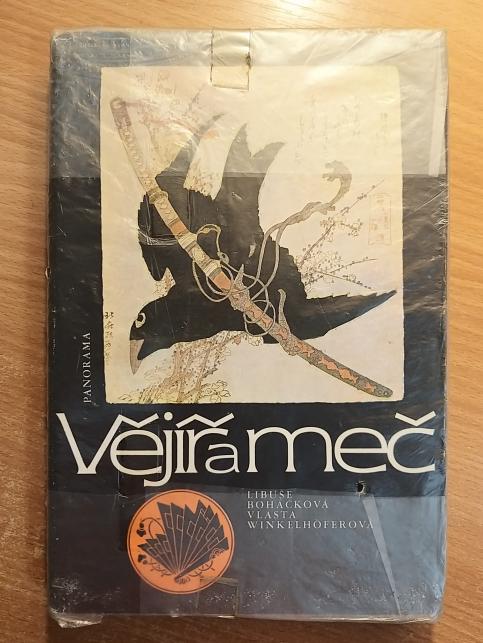 PANORAMA
Vějíř a meč
LIBUŠE
BOHÁČKOVÁ
VLASTA
WINKELHÖFEROVÁ